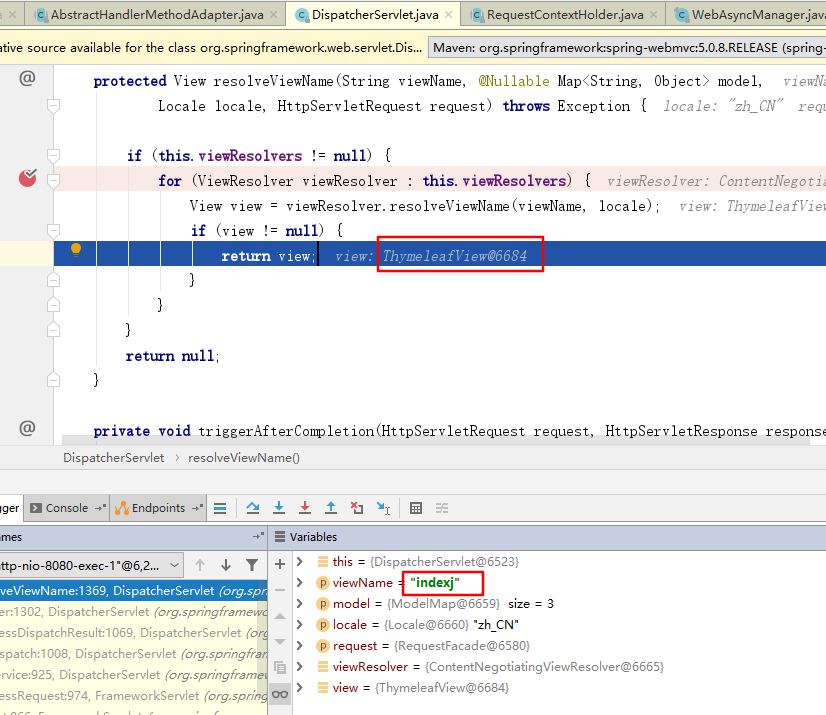 AbstractHandlerMethodAdapter.java × DispatcherServlet.java × RequestContextHolder.java × WebAsyncManager.java
ative source available for the class org.springframework.web.servlet.Dis... Maven: org.springframework:spring-webmvc:5.0.8.RELEASE (spring-
@ protected View resolveViewName(String viewName, @Nullable Map<String, Object> model, viewNa
Locale locale, HttpServletRequest request) throws Exception { locale: "zh_CN" requ
if (this.viewResolvers != null) {
for (ViewResolver viewResolver : this.viewResolvers) { viewResolver: ContentNegotia
View view = viewResolver.resolveViewName(viewName, locale); view: ThymeleafView
if (view != null) {
return view; view: ThymeleafView@6684
}
}
}
return null;
}
@ private void triggerAfterCompletion(HttpServletRequest request, HttpServletResponse response
DispatcherServlet › resolveViewName()
ger Console Endpoints
mes Variables
ttp-nio-8080-exec-1"@6,2...
veViewName:1369, DispatcherServlet (org.spr
er:1302, DispatcherServlet (org.springframewo
essDispatchResult:1069, DispatcherServlet (org
spatch:1008, DispatcherServlet (org.springfram
ervice:925, DispatcherServlet (org.springframe
essRequest:974, FrameworkServlet (org.spring
this = {DispatcherServlet@6523}
viewName = "indexj"
model = {ModelMap@6659} size = 3
locale = {Locale@6660} "zh_CN"
request = {RequestFacade@6580}
viewResolver = {ContentNegotiatingViewResolver@6665}
view = {ThymeleafView@6684}